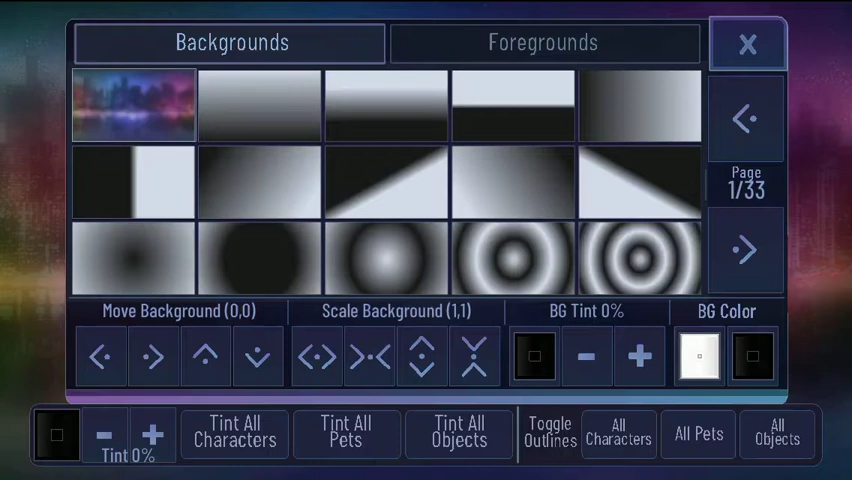 Backgrounds
Foregrounds
X
Page
1/33
Move Background (0,0)
Scale Background (1,1)
BG Tint 0%
BG Color
Tint 0%
Tint All
Characters
Tint All
Pets
Tint All
Objects
Toggle
Outlines
All
Characters
All Pets
All
Objects